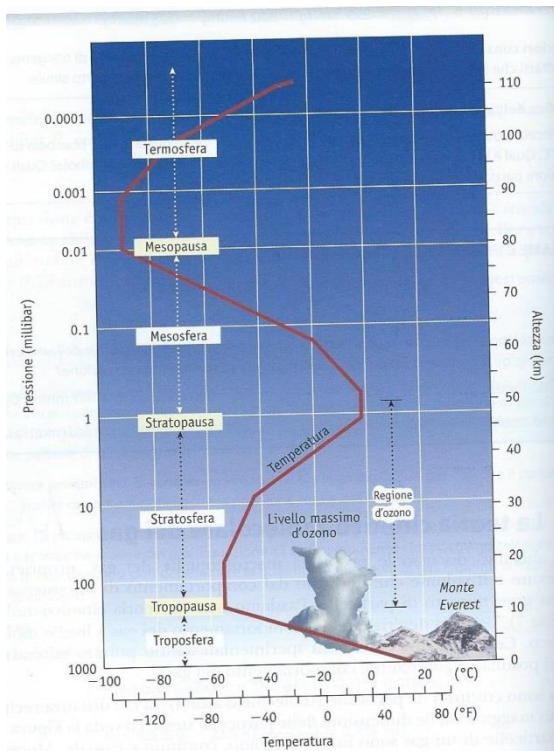 0.0001
0.001
0.01
0.1
1
10
100
1000
Pressione (millibar)
Termosfera
Mesopausa
Mesosfera
Stratopausa
Stratosfera
Tropopausa
Troposfera
Temperatura
Livello massimo
d'ozono
Regione
d'ozono
Monte
Everest
110
100
90
80
70
60
50
40
30
20
10
0
Altezza (km)
−100 −80 −60 −40 −20 0 20 (°C)
−120 −80 −40 0 40 80 (°F)
Temperatura